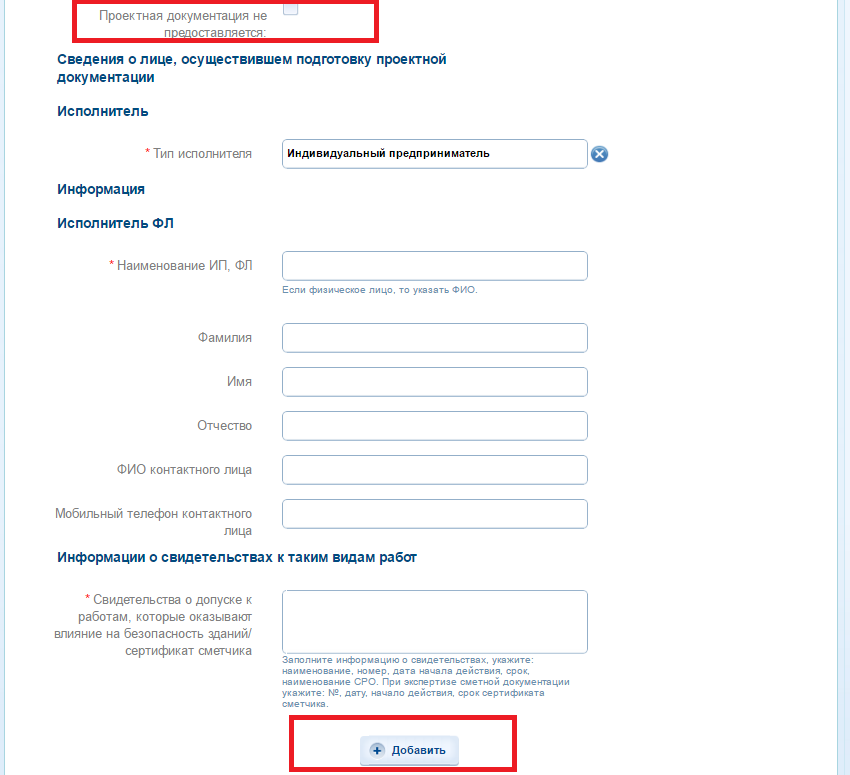 Проектная документация не
предоставляется:
Сведения о лице, осуществившем подготовку проектной
документации
Исполнитель
* Тип исполнителя
Индивидуальный предприниматель
Информация
Исполнитель ФЛ
* Наименование ИП, ФЛ
Если физическое лицо, то указать ФИО.
Фамилия
Имя
Отчество
ФИО контактного лица
Мобильный телефон контактного
лица
Информации о свидетельствах к таким видам работ
* Свидетельства о допуске к
работам, которые оказывают
влияние на безопасность зданий/
сертификат сметчика
Заполните информацию о свидетельствах, укажите:
наименование, номер, дата начала действия, срок,
наименование СРО. При экспертизе сметной документации
укажите: №, дату, начало действия, срок сертификата
сметчика.
Добавить